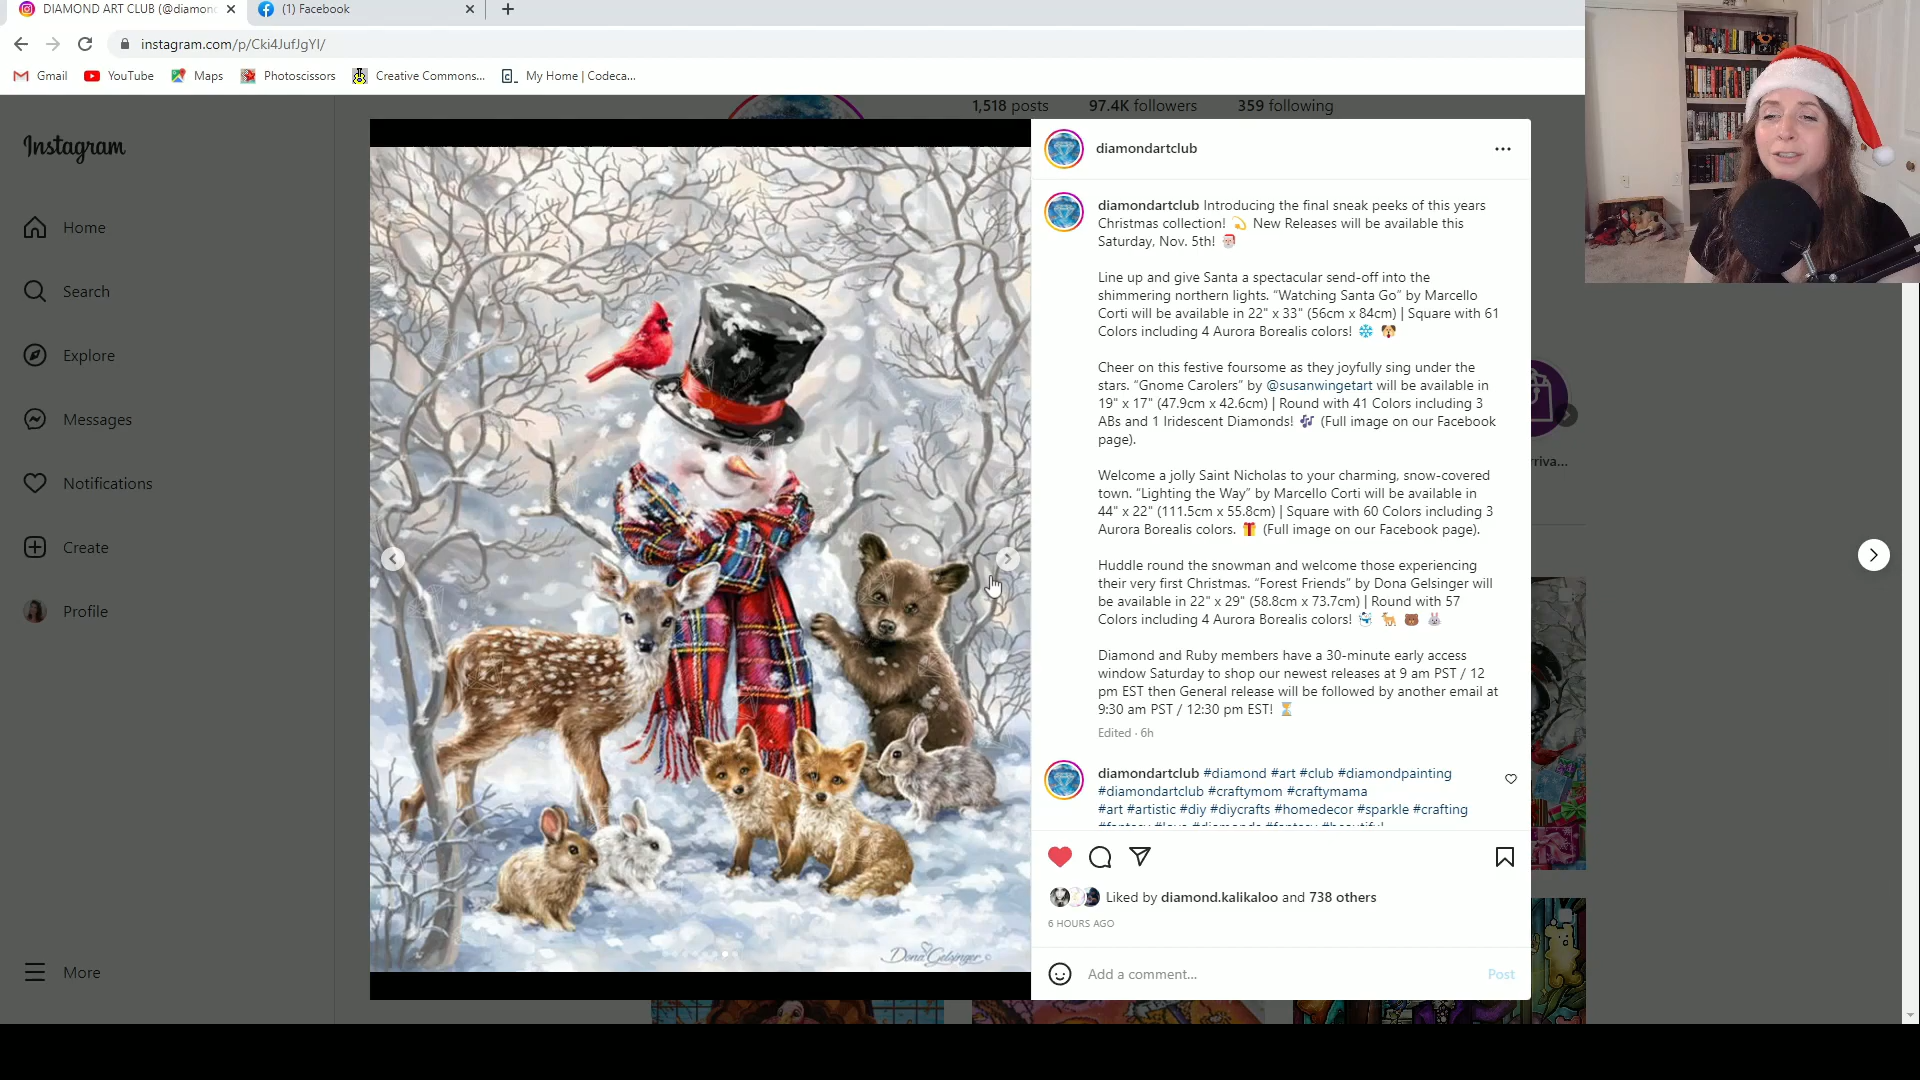 DIAMOND ART CLUB (@diamon
(1) Facebook
instagram.com/p/Cki4JufJgYI/
Gmail
YouTube
Maps
Photoscissors
Creative Commons...
My Home | Codeca...
1,518 posts
97.4K followers
359 following
Instagram
Home
Search
Explore
Messages
Notifications
Create
Profile
More
Dona Gelsinger ©
diamondartclub
diamondartclub Introducing the final sneak peeks of this years
Christmas collection! 💫 New Releases will be available this
Saturday, Nov. 5th! 🎅
Line up and give Santa a spectacular send-off into the
shimmering northern lights. “Watching Santa Go” by Marcello
Corti will be available in 22" x 33" (56cm x 84cm) | Square with 61
Colors including 4 Aurora Borealis colors! ❄️ 🐶
Cheer on this festive foursome as they joyfully sing under the
stars. “Gnome Carolers” by @susanwingetart will be available in
19" x 17" (47.9cm x 42.6cm) | Round with 41 Colors including 3
ABs and 1 Iridescent Diamonds! 🎶 (Full image on our Facebook
page).
Welcome a jolly Saint Nicholas to your charming, snow-covered
town. “Lighting the Way” by Marcello Corti will be available in
44" x 22" (111.5cm x 55.8cm) | Square with 60 Colors including 3
Aurora Borealis colors. 🎁 (Full image on our Facebook page).
Huddle round the snowman and welcome those experiencing
their very first Christmas. “Forest Friends” by Dona Gelsinger will
be available in 22" x 29" (58.8cm x 73.7cm) | Round with 57
Colors including 4 Aurora Borealis colors! ⛄ 🦌 🐻 🐰
Diamond and Ruby members have a 30-minute early access
window Saturday to shop our newest releases at 9 am PST / 12
pm EST then General release will be followed by another email at
9:30 am PST / 12:30 pm EST! ⏳
Edited · 6h
diamondartclub #diamond #art #club #diamondpainting
#diamondartclub #craftymom #craftymama
#art #artistic #diy #diycrafts #homedecor #sparkle #crafting
#fantasy #love #diamonds #fantasy #beautiful
Liked by diamond.kalikaloo and 738 others
6 HOURS AGO
Add a comment...
Post
rriva...